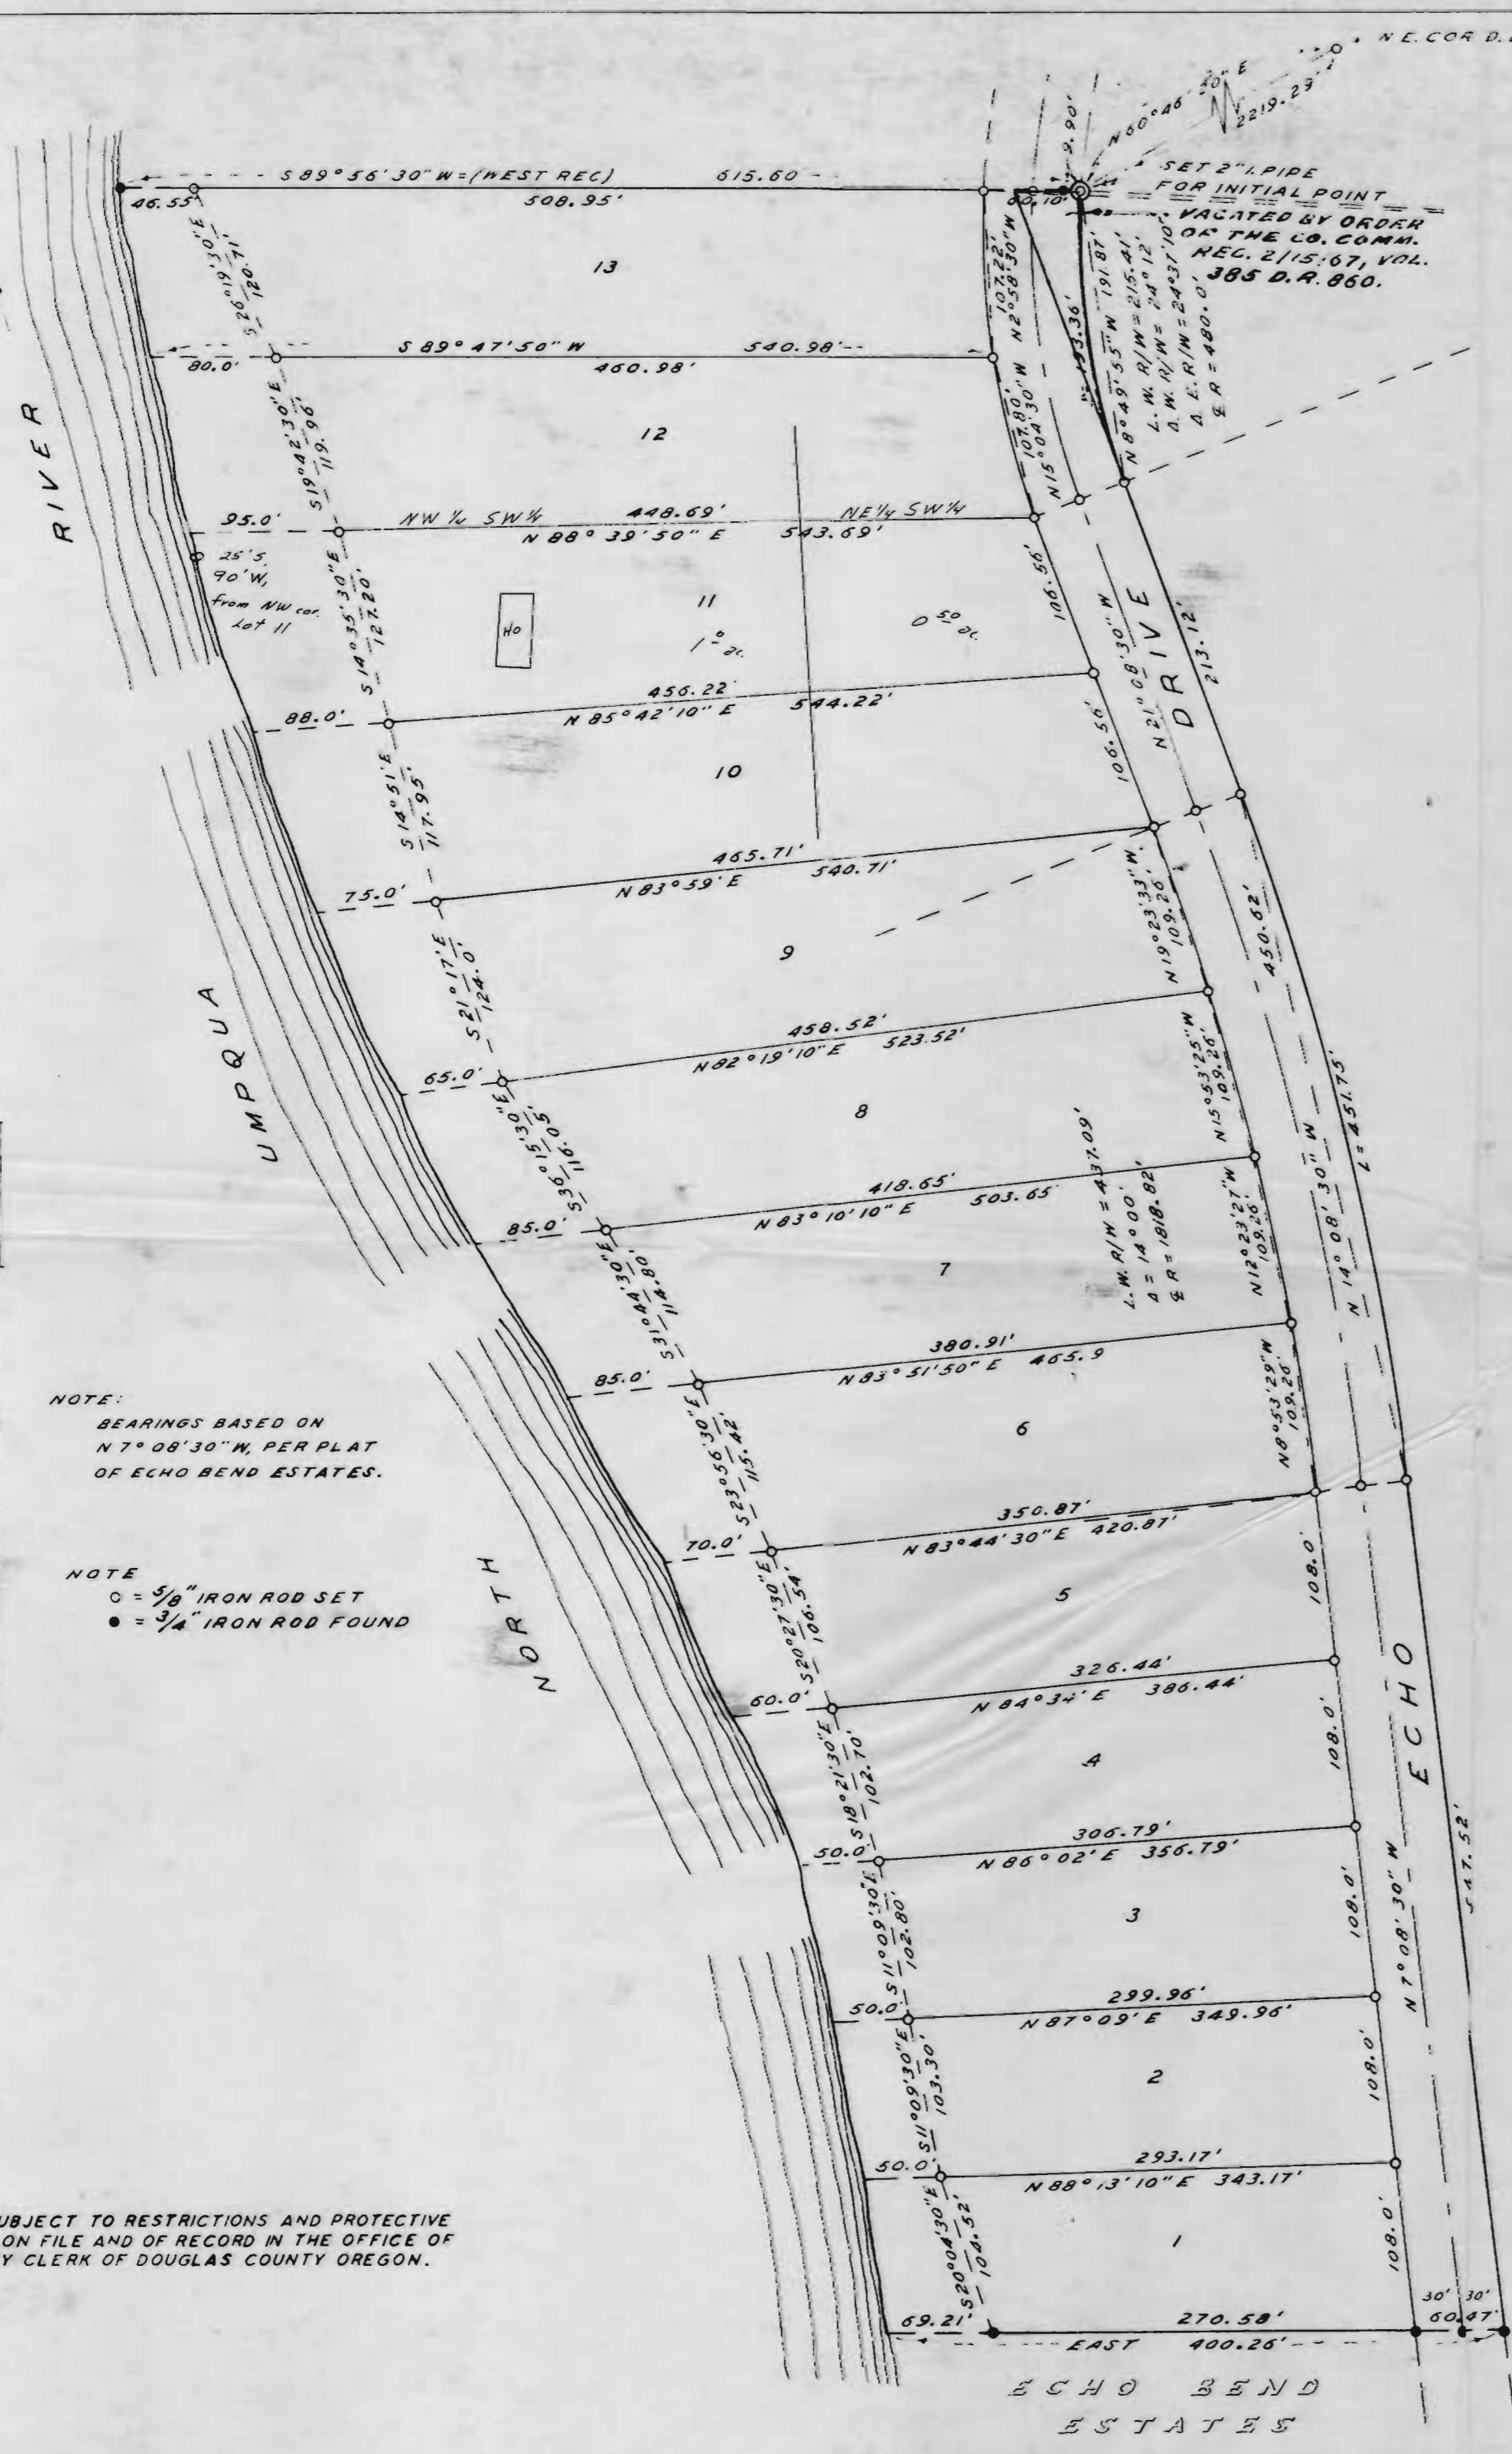 N E. COR D.
N 60°46' 30" E
2219.29'
9.90'
S 89°56'30" W = (WEST REC) 615.60
46.55' 508.95' 60.10'
SET 2" I. PIPE
FOR INITIAL POINT
VACATED BY ORDER
OF THE CO. COMM.
REC. 2/15/67, VOL.
385 D.R. 860.
S 26°19'30" E
120.71'
13
107.22'
N 2°58'30" W
193.36'
N 8°49'55" W 191.87'
L. W. R/W = 215.41'
Δ W. R/W = 24°12'
Δ E. R/W = 24°37'10"
℄ R = 480.0'
S 89°47'50" W 540.98'
80.0' 460.98'
RIVER
S 19°42'30" E
119.96'
12
107.80'
N 15°04'30" W
95.0' NW ¼ SW ¼ 448.69' NE ¼ SW ¼
N 88° 39' 50" E 543.69'
25' S.
90' W,
from NW cor.
Lot 11
S 14°35'30" E
127.20'
HO
11
1 º ac.
0 50 ac.
106.56'
N 21°08'30" W
DRIVE
213.12'
88.0' 456.22'
N 85°42'10" E 544.22'
S 14°51' E
117.95'
10
106.56'
75.0' 465.71'
N 83°59' E 540.71'
S 21°17' E
124.0'
9
N 19°23'33" W
109.26'
450.62'
UMPQUA
65.0' 458.52'
N 82°19'10" E 523.52'
S 36°15'30" E
116.05'
8
N 15°53'25" W
109.26'
L = 451.75'
85.0' 418.65'
N 83°10'10" E 503.65'
S 31°44'30" E
114.80'
7
L. W. R/W = 437.09'
Δ = 14°00'
℄ R = 1818.82'
N 12°23'27" W
109.26'
N 14° 08' 30" W
85.0' 380.91'
N 83°51'50" E 465.9
NOTE:
BEARINGS BASED ON
N 7° 08' 30" W, PER PLAT
OF ECHO BEND ESTATES.
S 23°56'30" E
115.42'
6
N 8°53'29" W
109.26'
70.0' 350.87'
N 83°44'30" E 420.87'
NOTE
○ = 5/8" IRON ROD SET
● = 3/4" IRON ROD FOUND
NORTH
S 20°27'30" E
106.54'
5
108.0'
60.0' 326.44'
N 84°34' E 386.44'
S 18°21'30" E
102.70'
4
108.0'
ECHO
50.0' 306.79'
N 86°02' E 356.79'
S 11°09'30" E
102.80'
3
108.0'
N 7°08'30" W
547.52'
50.0' 299.96'
N 87°09' E 349.96'
S 11°09'30" E
103.30'
2
108.0'
50.0' 293.17'
N 88°13'10" E 343.17'
UBJECT TO RESTRICTIONS AND PROTECTIVE
ON FILE AND OF RECORD IN THE OFFICE OF
Y CLERK OF DOUGLAS COUNTY OREGON.
S 20°04'30" E
104.52'
1
108.0'
30' 30'
69.21' 270.58' 60.47'
EAST 400.26'
ECHO BEND
ESTATES